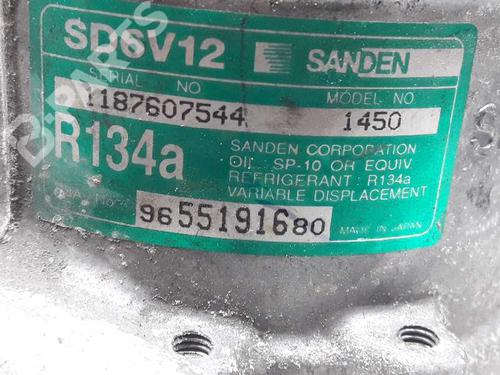 SD6V12 SANDEN
SERIAL NO MODEL NO
1187607544 1450
R134a
SANDEN CORPORATION
OIL : SP-10 OR EQUIV
REFRIGERANT : R134a
VARIABLE DISPLACEMENT
9655191680 MADE IN JAPAN